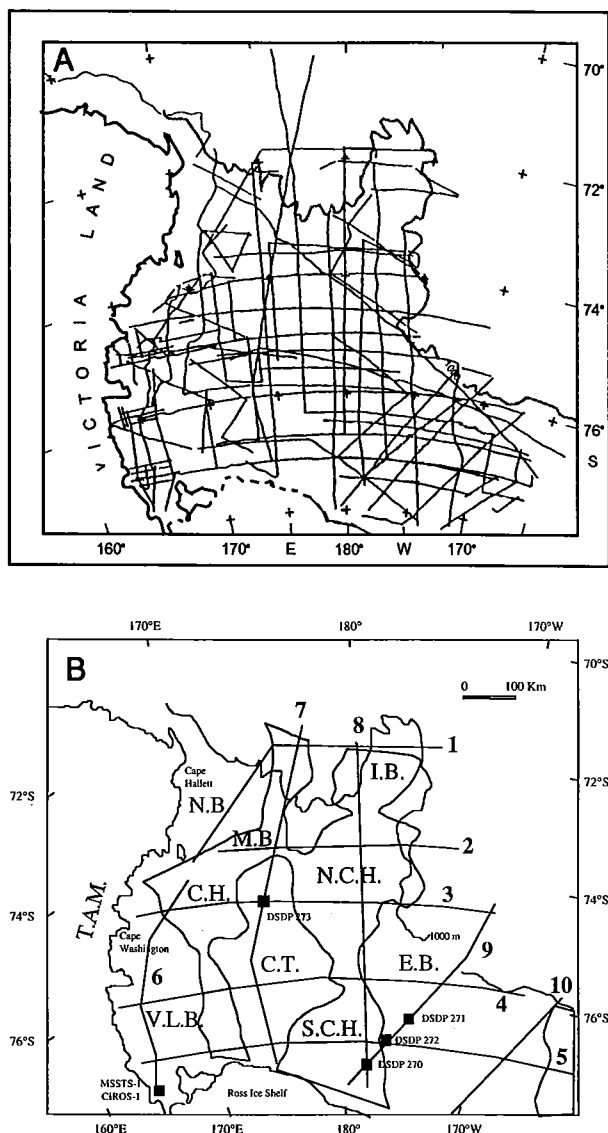 A
70°
72°
74°
76°
S
VICTORIA LAND
160° 170° E 180° W 170°
170°E 180° 170°W
B
0 100 Km
70°S
7
8
1
Cape
Hallett
I.B.
72°S 72°S
N.B.
M.B.
2
N.C.H.
C.H.
3
74°S 74°S
DSDP 273
T.A.M.
Cape
Washington
1000 m
9
6
C.T.
E.B.
10
4
V.L.B.
S.C.H.
DSDP 271
76°S 76°S
DSDP 272
5
DSDP 270
MSSTS-1
CIROS-1
Ross Ice Shelf
160°E 170°E 180° 170°W